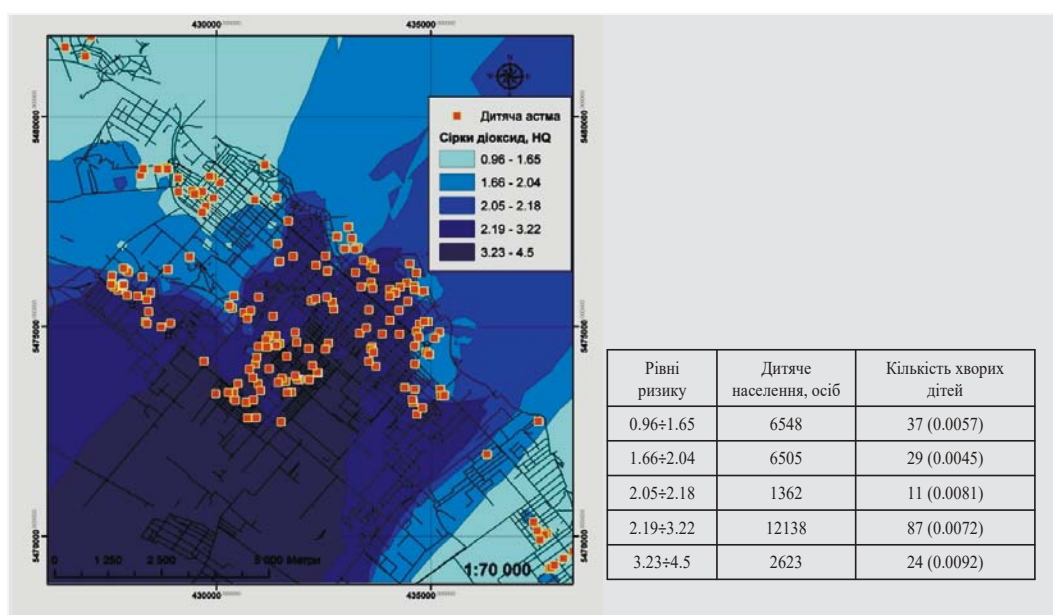 430000 435000
N
5480000 5480000
Дитяча астма
Сірки діоксид, HQ
0.96 - 1.65
1.66 - 2.04
2.05 - 2.18
2.19 - 3.22
3.23 - 4.5
5475000 5475000
5470000 5470000
0 1 250 2 500 5 000 Метри
1:70 000
430000 435000
Рівні ризику Дитяче населення, осіб Кількість хворих дітей
0.96÷1.65 6548 37 (0.0057)
1.66÷2.04 6505 29 (0.0045)
2.05÷2.18 1362 11 (0.0081)
2.19÷3.22 12138 87 (0.0072)
3.23÷4.5 2623 24 (0.0092)